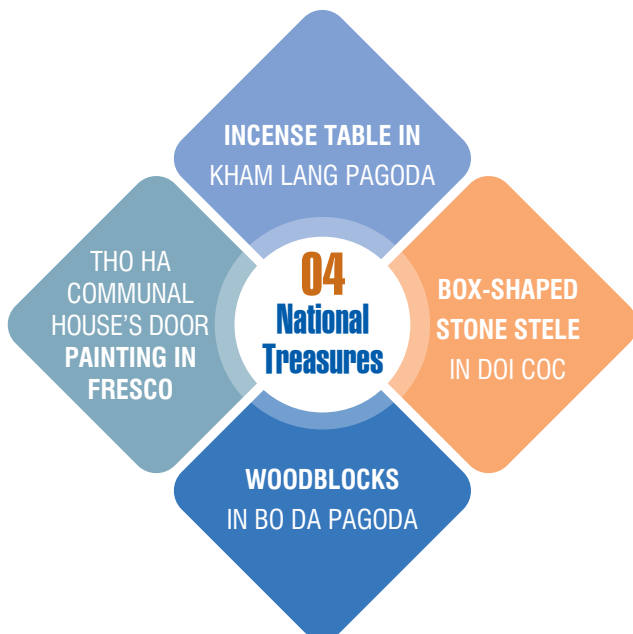 INCENSE TABLE IN
KHAM LANG PAGODA
THO HA
COMMUNAL
HOUSE'S DOOR
PAINTING IN
FRESCO
04
National
Treasures
BOX-SHAPED
STONE STELE
IN DOI COC
WOODBLOCKS
IN BO DA PAGODA